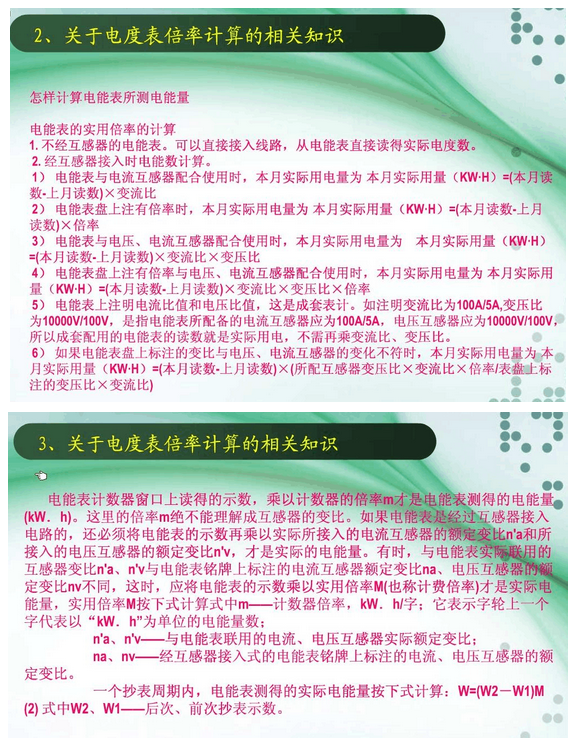 2、关于电度表倍率计算的相关知识
怎样计算电能表所测电能量
电能表的实用倍率的计算
1. 不经互感器的电能表。可以直接接入线路，从电能表直接读得实际电度数。
2. 经互感器接入时电能数计算。
1） 电能表与电流互感器配合使用时，本月实际用电量为 本月实际用量（KW·H）=(本月读
数-上月读数)×变流比
2） 电能表盘上注有倍率时，本月实际用电量为 本月实际用量（KW·H）=(本月读数-上月
读数)×倍率
3） 电能表与电压、电流互感器配合使用时，本月实际用电量为 本月实际用量（KW·H）
=(本月读数-上月读数)×变流比×变压比
4） 电能表盘上注有倍率与电压、电流互感器配合使用时，本月实际用电量为 本月实际用
量（KW·H）=(本月读数-上月读数)×变流比×变压比×倍率
5） 电能表上注明电流比值和电压比值，这是成套表计。如注明变流比为100A/5A,变压比
为10000V/100V，是指电能表所配备的电流互感器应为100A/5A，电压互感器应为10000V/100V，
所以成套配用的电能表的读数就是实际用电，不需再乘变流比、变压比。
6） 如果电能表盘上标注的变比与电压、电流互感器的变化不符时，本月实际用电量为 本
月实际用量（KW·H）=(本月读数-上月读数)×(所配互感器变压比×变流比×倍率/表盘上标
注的变压比×变流比)
3、关于电度表倍率计算的相关知识
电能表计数器窗口上读得的示数，乘以计数器的倍率m才是电能表测得的电能量
(kW．h)。这里的倍率m绝不能理解成互感器的变比。如果电能表是经过互感器接入
电路的，还必须将电能表的示数再乘以实际所接入的电流互感器的额定变比n'a和所
接入的电压互感器的额定变比n'v，才是实际的电能量。有时，与电能表实际联用的
互感器变比n'a、n'v与电能表铭牌上标注的电流互感器额定变比na、电压互感器的额
定变比nv不同，这时，应将电能表的示数乘以实用倍率M(也称计费倍率)才是实际电
能量，实用倍率M按下式计算式中m——计数器倍率，kW．h/字；它表示字轮上一个
字代表以“kW．h”为单位的电能量数；
n'a、n'v——与电能表联用的电流、电压互感器实际额定变比；
na、nv——经互感器接入式的电能表铭牌上标注的电流、电压互感器的额
定变比。
一个抄表周期内，电能表测得的实际电能量按下式计算：W=(W2－W1)M
(2) 式中W2、W1——后次、前次抄表示数。